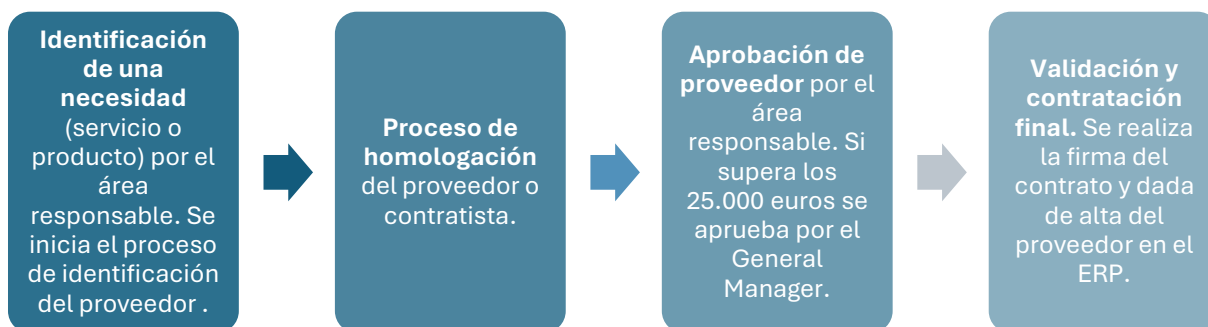 Identificación
de una
necesidad
(servicio o
producto) por el
área
responsable. Se
inicia el proceso
de identificación
del proveedor .
Proceso de
homologación
del proveedor o
contratista.
Aprobación de
proveedor por el
área
responsable. Si
supera los
25.000 euros se
aprueba por el
General
Manager.
Validación y
contratación
final. Se realiza
la firma del
contrato y dada
de alta del
proveedor en el
ERP.